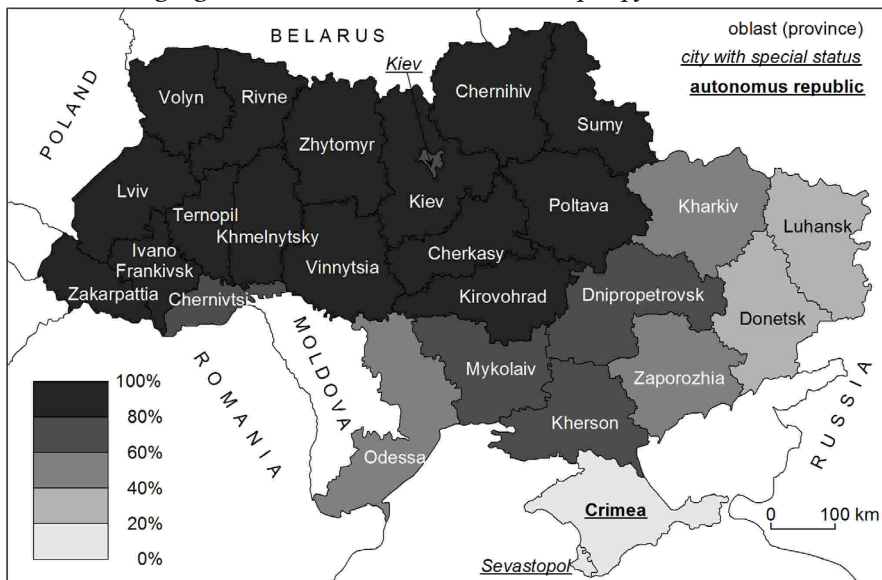 BELARUS
oblast (province)
Kiev
city with special status
autonomus republic
POLAND
Volyn
Rivne
Chernihiv
Sumy
Zhytomyr
Lviv
Ternopil
Kiev
Poltava
Kharkiv
Luhansk
Khmelnytsky
Ivano
Frankivsk
Vinnytsia
Cherkasy
Zakarpattia
Chernivtsi
Kirovohrad
Dnipropetrovsk
Donetsk
ROMANIA
MOLDOVA
Mykolaiv
Zaporozhia
RUSSIA
Kherson
Odessa
100%
80%
60%
40%
20%
0%
Crimea
Sevastopol
0 100 km